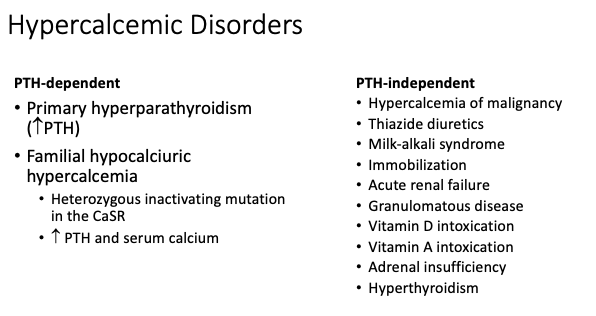 Hypercalcemic Disorders
PTH-dependent
• Primary hyperparathyroidism
(↑PTH)
• Familial hypocalciuric
hypercalcemia
• Heterozygous inactivating mutation
in the CaSR
• ↑ PTH and serum calcium
PTH-independent
• Hypercalcemia of malignancy
• Thiazide diuretics
• Milk-alkali syndrome
• Immobilization
• Acute renal failure
• Granulomatous disease
• Vitamin D intoxication
• Vitamin A intoxication
• Adrenal insufficiency
• Hyperthyroidism